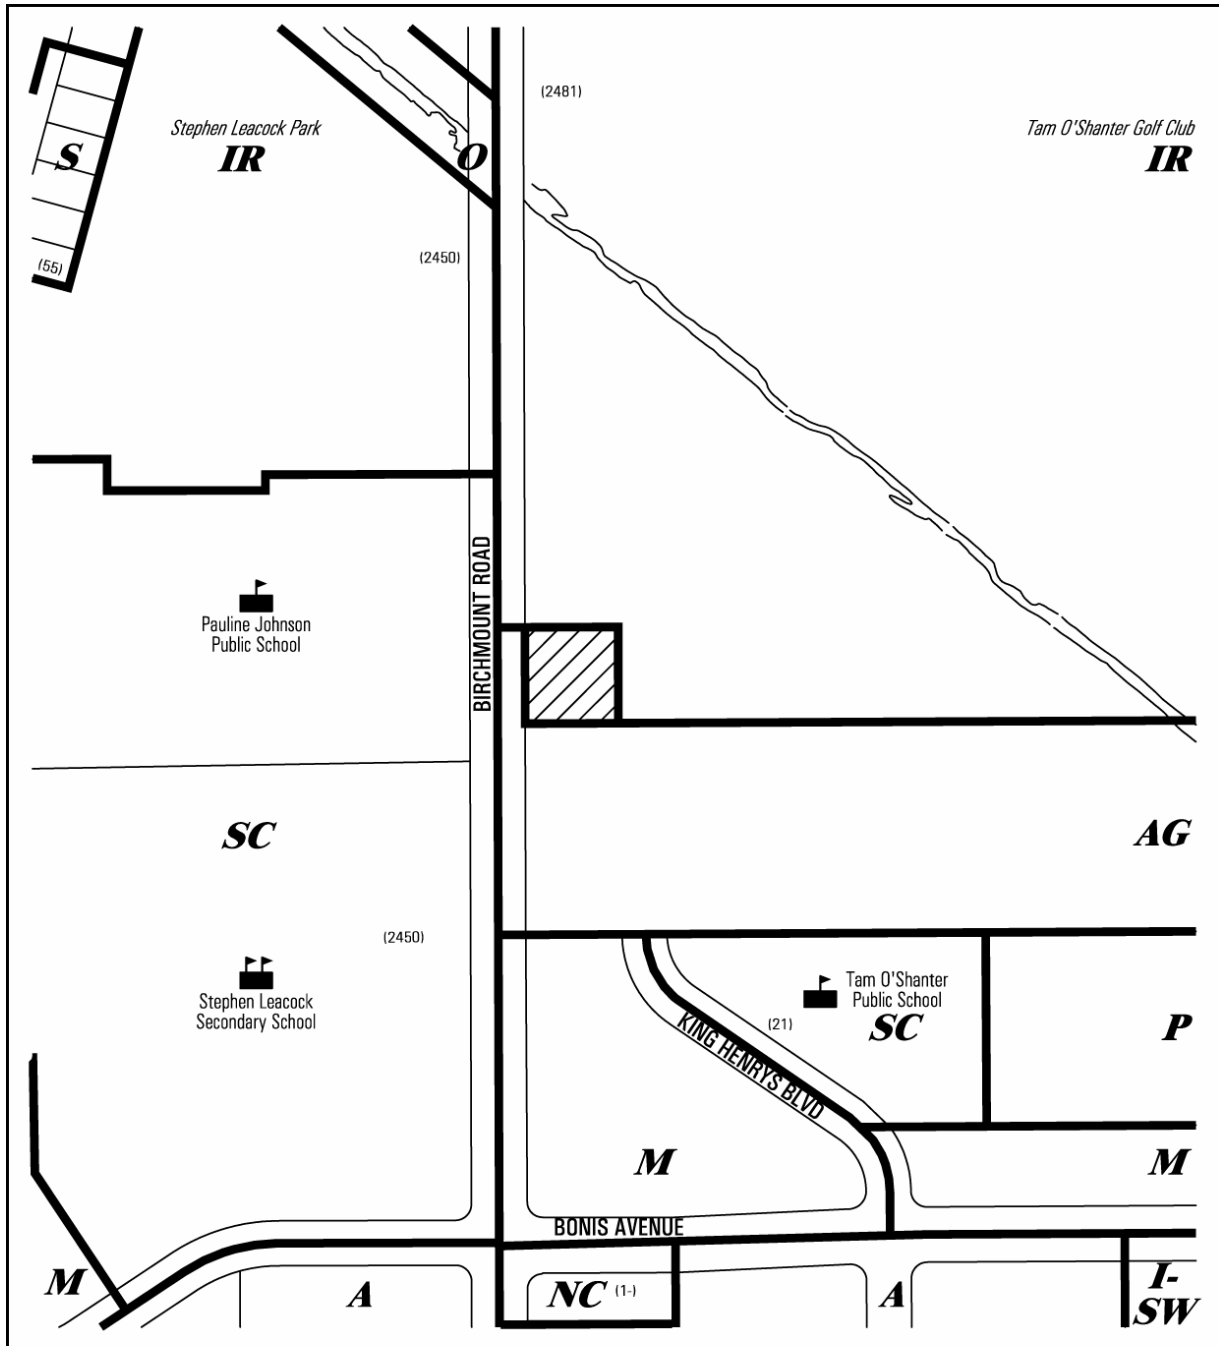 (2481)
Stephen Leacock Park
IR
Tam O'Shanter Golf Club
IR
S
O
(2450)
(55)
BIRCHMOUNT ROAD
Pauline Johnson
Public School
SC
AG
(2450)
Stephen Leacock
Secondary School
Tam O'Shanter
Public School
(21)
SC
P
KING HENRYS BLVD
M
M
BONIS AVENUE
M
A
NC (1-)
A
I-
SW